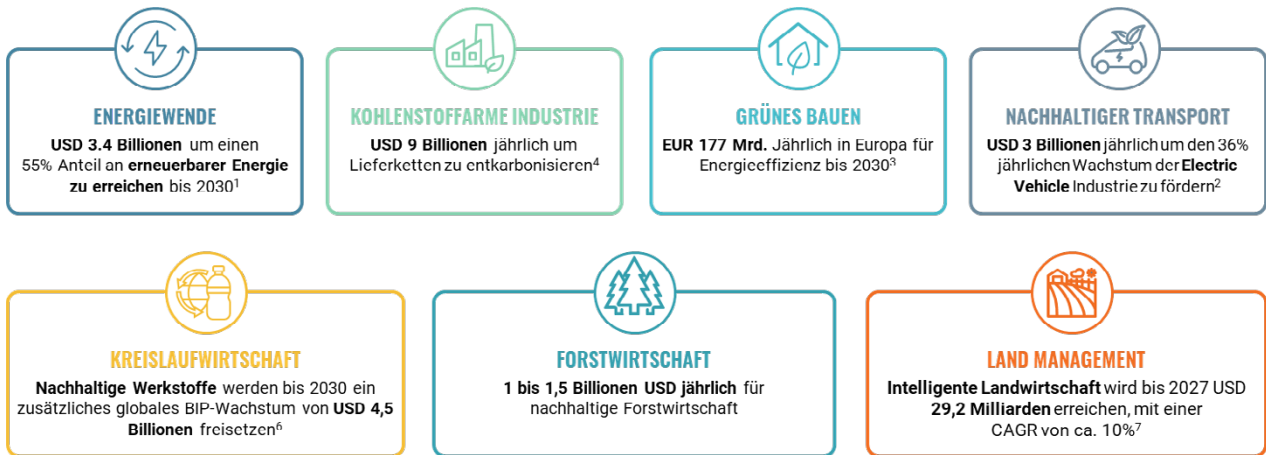 ENERGIEWENDE
USD 3.4 Billionen um einen
55% Anteil an erneuerbarer Energie
zu erreichen bis 2030¹
KOHLENSTOFFARME INDUSTRIE
USD 9 Billionen jährlich um
Lieferketten zu entkarbonisieren⁴
GRÜNES BAUEN
EUR 177 Mrd. Jährlich in Europa für
Energieeffizienz bis 2030³
NACHHALTIGER TRANSPORT
USD 3 Billionen jährlich um den 36%
jährlichen Wachstum der Electric
Vehicle Industrie zu fördern²
KREISLAUFWIRTSCHAFT
Nachhaltige Werkstoffe werden bis 2030 ein
zusätzliches globales BIP-Wachstum von USD 4,5
Billionen freisetzen⁶
FORSTWIRTSCHAFT
1 bis 1,5 Billionen USD jährlich für
nachhaltige Forstwirtschaft
LAND MANAGEMENT
Intelligente Landwirtschaft wird bis 2027 USD
29,2 Milliarden erreichen, mit einer
CAGR von ca. 10%⁷